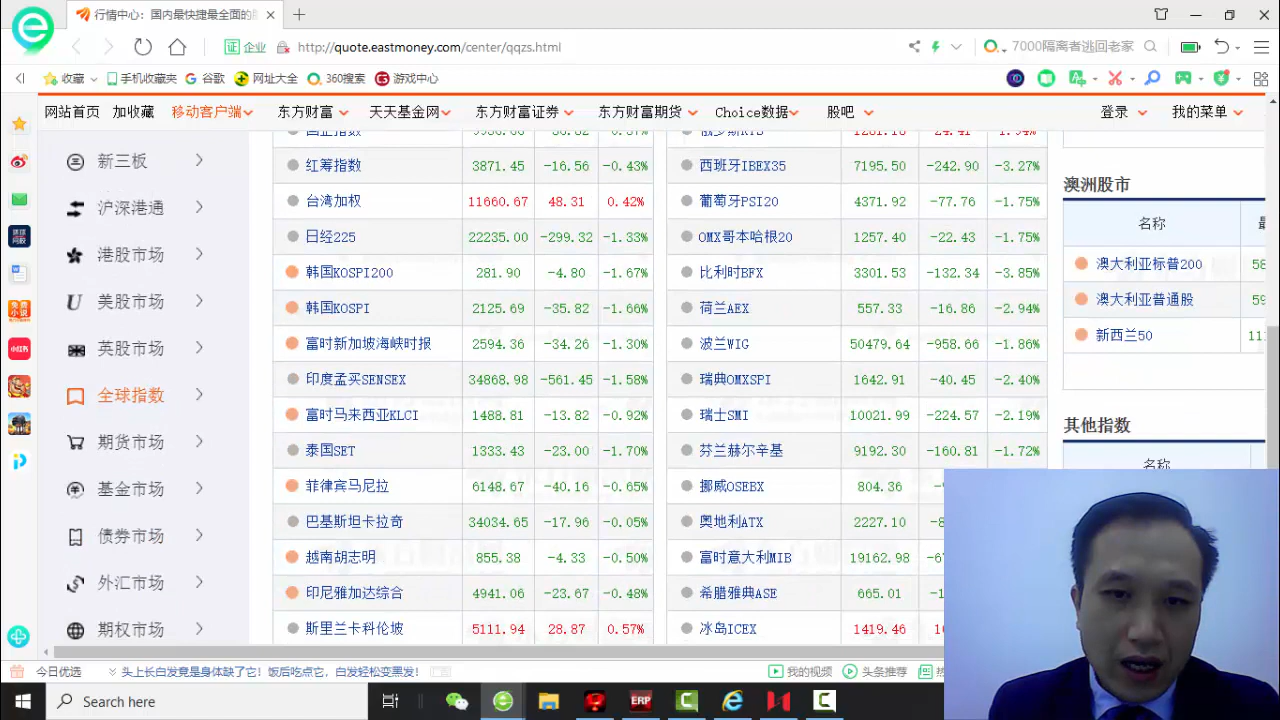 行情中心：国内最快捷最全面的
证 企业 http://quote.eastmoney.com/center/qqzs.html
7000隔离者逃回老家
收藏 手机收藏夹 谷歌 网址大全 360搜索 游戏中心
网站首页 加收藏 移动客户端 东方财富 天天基金网 东方财富证券 东方财富期货 Choice数据 股吧 登录 我的菜单
新三板
沪深港通
港股市场
美股市场
英股市场
全球指数
期货市场
基金市场
债券市场
外汇市场
期权市场
红筹指数 3871.45 -16.56 -0.43%
台湾加权 11660.67 48.31 0.42%
日经225 22235.00 -299.32 -1.33%
韩国KOSPI200 281.90 -4.80 -1.67%
韩国KOSPI 2125.69 -35.82 -1.66%
富时新加坡海峡时报 2594.36 -34.26 -1.30%
印度孟买SENSEX 34868.98 -561.45 -1.58%
富时马来西亚KLCI 1488.81 -13.82 -0.92%
泰国SET 1333.43 -23.00 -1.70%
菲律宾马尼拉 6148.67 -40.16 -0.65%
巴基斯坦卡拉奇 34034.65 -17.96 -0.05%
越南胡志明 855.38 -4.33 -0.50%
印尼雅加达综合 4941.06 -23.67 -0.48%
斯里兰卡科伦坡 5111.94 28.87 0.57%
西班牙IBEX35 7195.50 -242.90 -3.27%
葡萄牙PSI20 4371.92 -77.76 -1.75%
OMX哥本哈根20 1257.40 -22.43 -1.75%
比利时BFX 3301.53 -132.34 -3.85%
荷兰AEX 557.33 -16.86 -2.94%
波兰WIG 50479.64 -958.66 -1.86%
瑞典OMXSPI 1642.91 -40.45 -2.40%
瑞士SMI 10021.99 -224.57 -2.19%
芬兰赫尔辛基 9192.30 -160.81 -1.72%
挪威OSEBX 804.36
奥地利ATX 2227.10
富时意大利MIB 19162.98
希腊雅典ASE 665.01
冰岛ICEX 1419.46
澳洲股市
名称
澳大利亚标普200
澳大利亚普通股
新西兰50
其他指数
名称
今日优选 头上长白发竟是身体缺了它！饭后吃点它，白发轻松变黑发！ 我的视频 头条推荐
Search here ERP